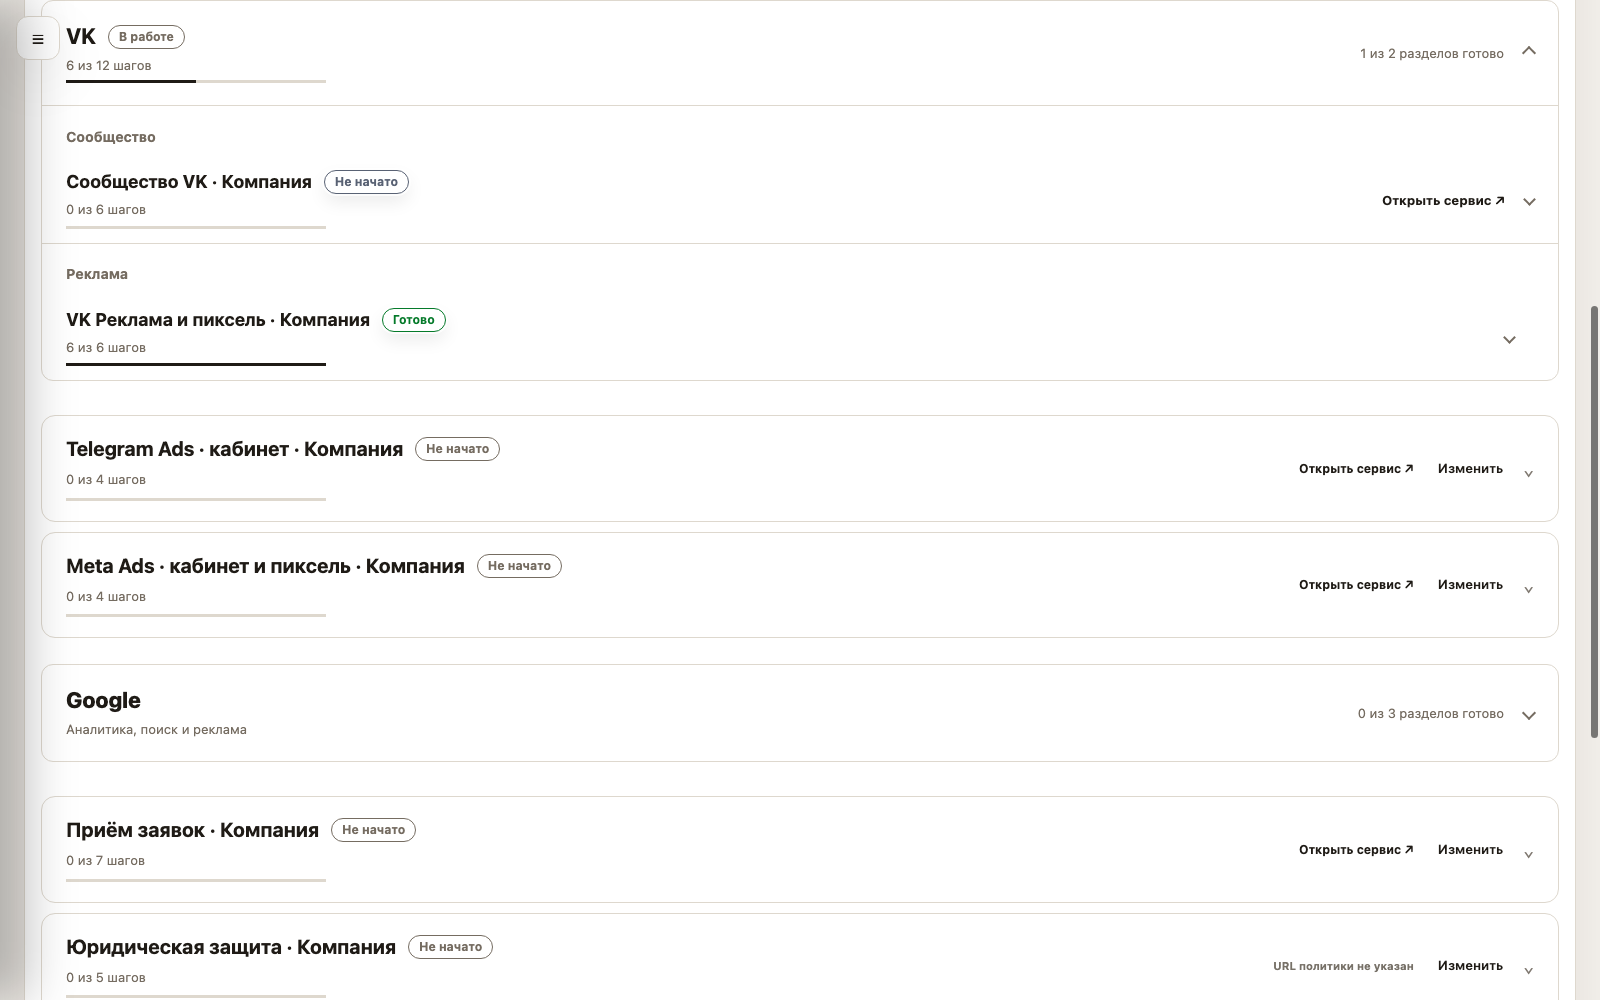 VK В работе
6 из 12 шагов
1 из 2 разделов готово
Сообщество
Сообщество VK · Компания Не начато
0 из 6 шагов
Открыть сервис ↗
Реклама
VK Реклама и пиксель · Компания Готово
6 из 6 шагов
Telegram Ads · кабинет · Компания Не начато
0 из 4 шагов
Открыть сервис ↗ Изменить
Meta Ads · кабинет и пиксель · Компания Не начато
0 из 4 шагов
Открыть сервис ↗ Изменить
Google
Аналитика, поиск и реклама
0 из 3 разделов готово
Приём заявок · Компания Не начато
0 из 7 шагов
Открыть сервис ↗ Изменить
Юридическая защита · Компания Не начато
0 из 5 шагов
URL политики не указан Изменить